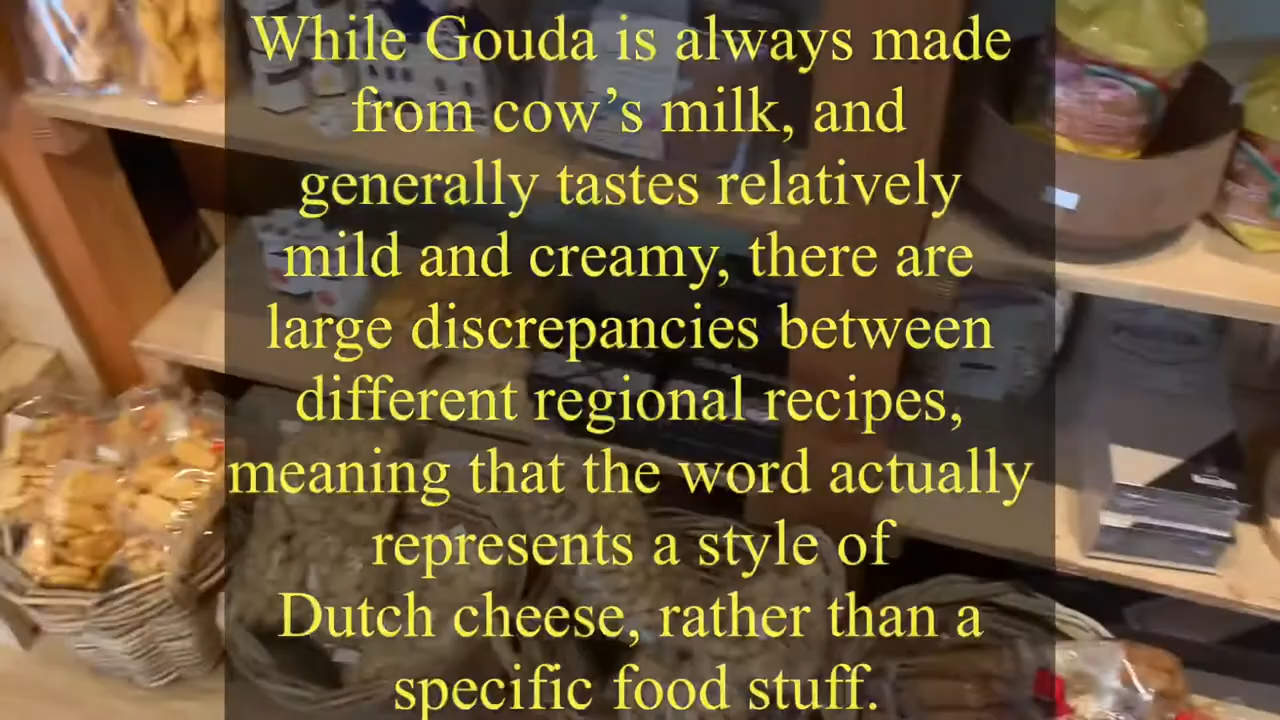 While Gouda is always made
from cow’s milk, and
generally tastes relatively
mild and creamy, there are
large discrepancies between
different regional recipes,
meaning that the word actually
represents a style of
Dutch cheese, rather than a
specific food stuff.